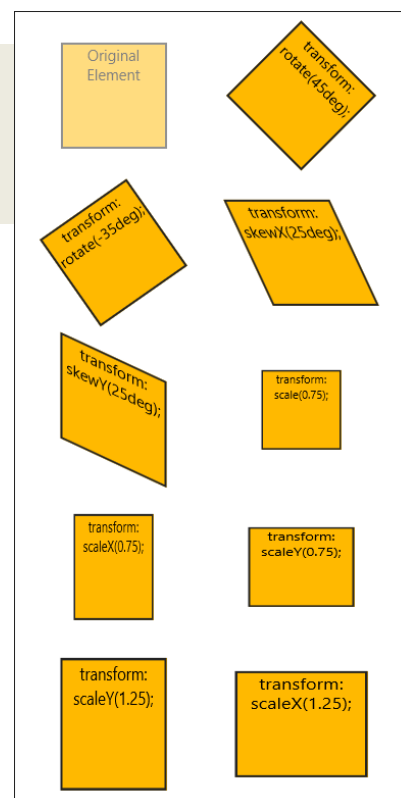 Original
Element
transform:
rotate(45deg);
transform:
rotate(-35deg);
transform:
skewX(25deg);
transform:
skewY(25deg);
transform:
scale(0.75);
transform:
scaleX(0.75);
transform:
scaleY(0.75);
transform:
scaleY(1.25);
transform:
scaleX(1.25);